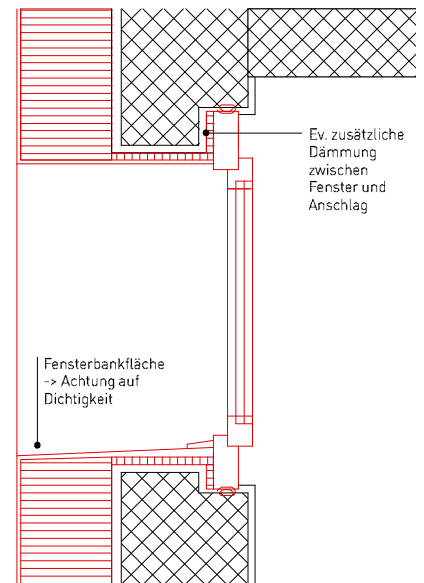 Ev. zusätzliche
Dämmung
zwischen
Fenster und
Anschlag
Fensterbankfläche
-> Achtung auf
Dichtigkeit